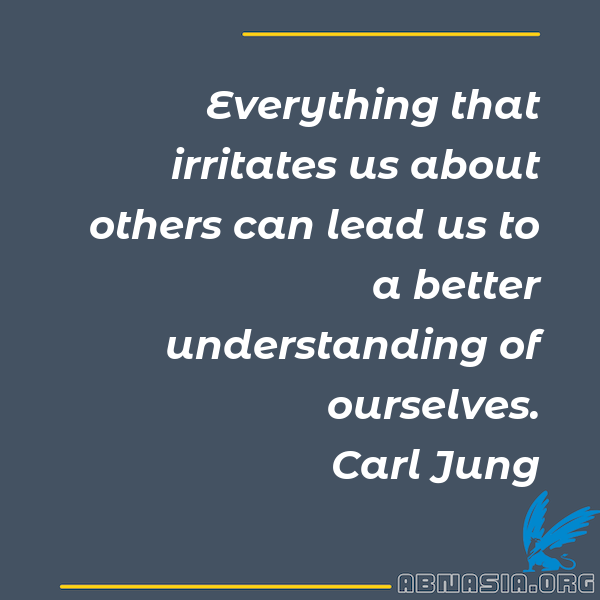 Everything that
irritates us about
others can lead us to
a better
understanding of
ourselves.
Carl Jung
ABNASIA.ORG